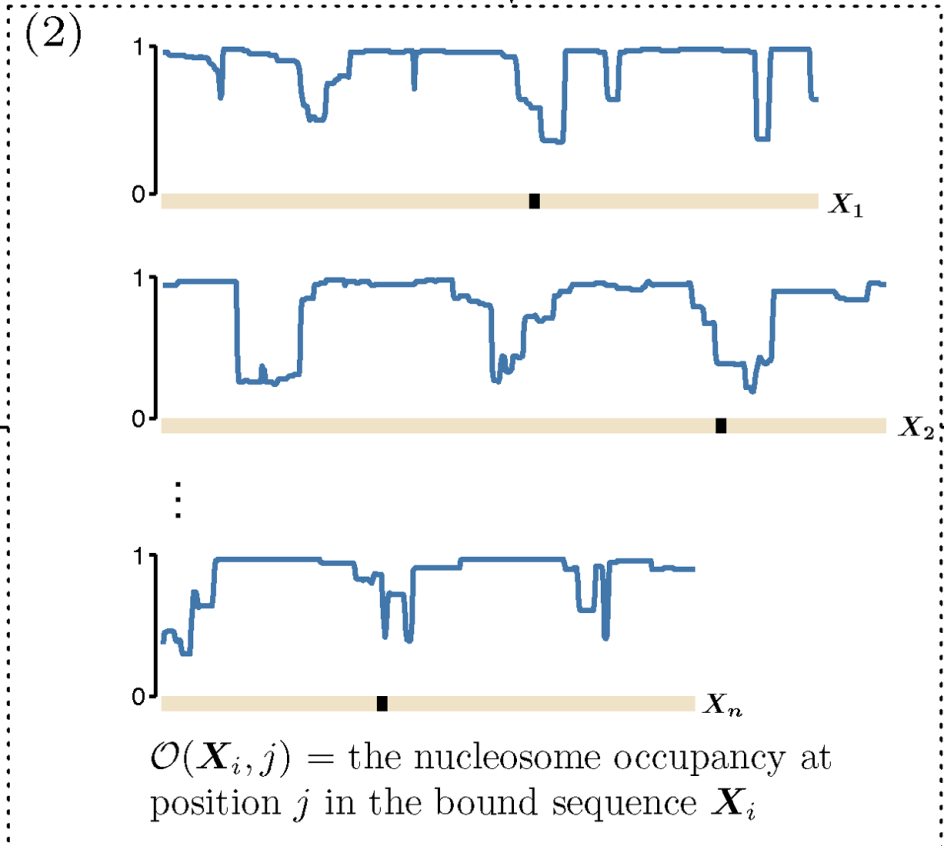 (2)
1
0
X₁
1
0
X₂
⋮
1
0
Xₙ
𝒪(Xᵢ, j) = the nucleosome occupancy at
position j in the bound sequence Xᵢ